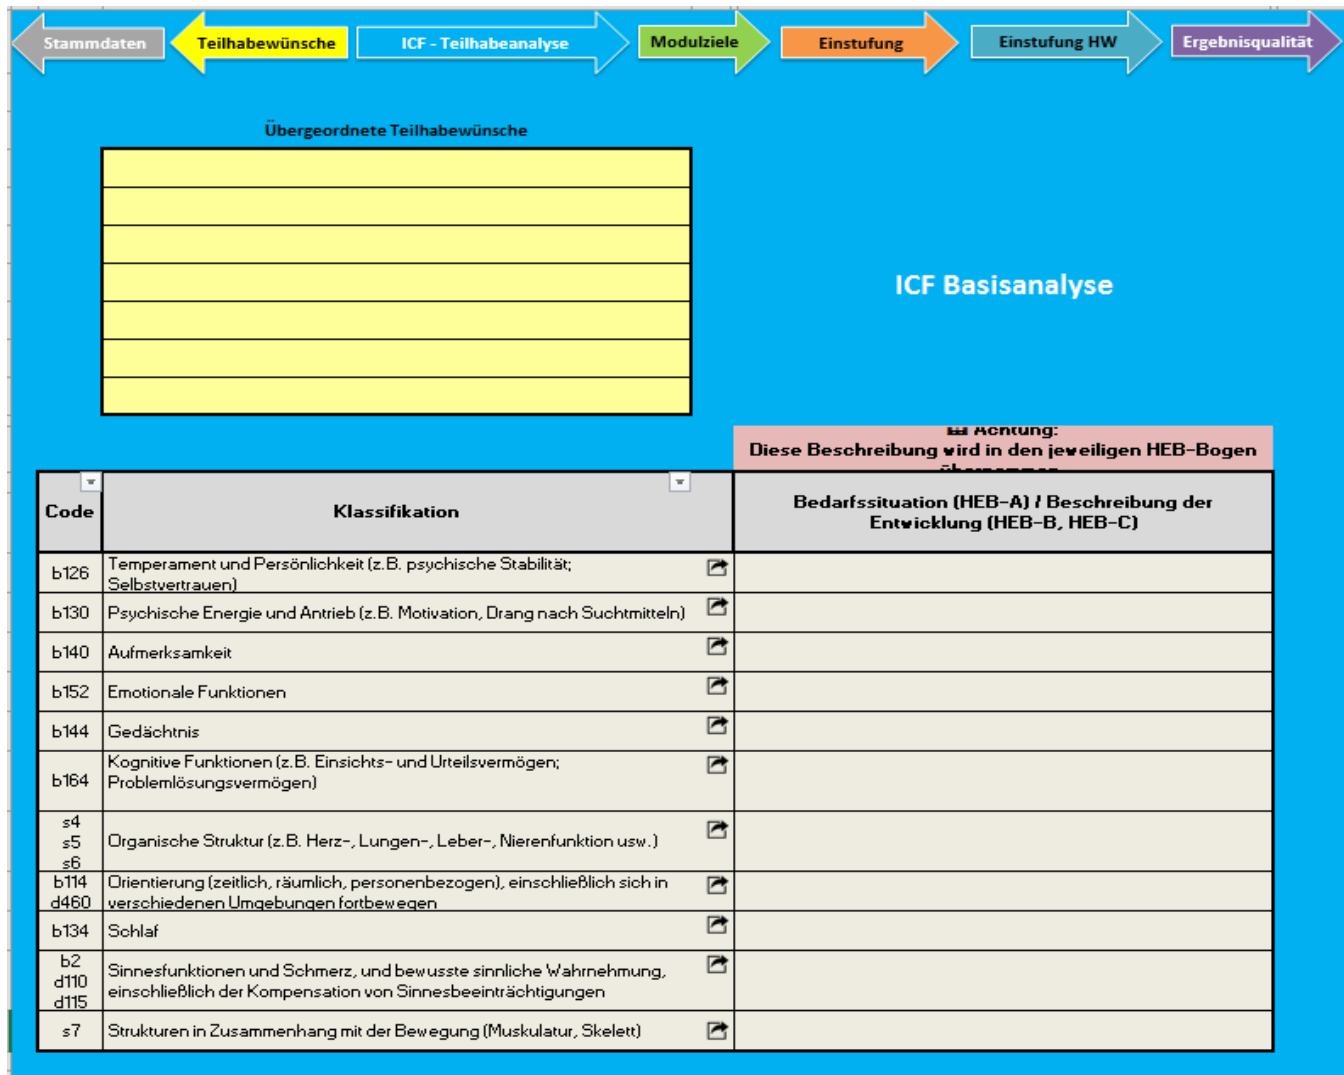 Stammdaten
Teilhabewünsche
ICF - Teilhabeanalyse
Modulziele
Einstufung
Einstufung HW
Ergebnisqualität
Übergeordnete Teilhabewünsche
ICF Basisanalyse
Achtung:
Diese Beschreibung wird in den jeweiligen HEB-Bogen
Code
Klassifikation
Bedarfssituation (HEB-A) / Beschreibung der
Entwicklung (HEB-B, HEB-C)
b126
Temperament und Persönlichkeit (z.B. psychische Stabilität;
Selbstvertrauen)
b130
Psychische Energie und Antrieb (z.B. Motivation, Drang nach Suchtmitteln)
b140
Aufmerksamkeit
b152
Emotionale Funktionen
b144
Gedächtnis
b164
Kognitive Funktionen (z.B. Einsichts- und Urteilsvermögen;
Problemlösungsvermögen)
s4
s5
s6
Organische Struktur (z.B. Herz-, Lungen-, Leber-, Nierenfunktion usw.)
b114
d460
Orientierung (zeitlich, räumlich, personenbezogen), einschließlich sich in
verschiedenen Umgebungen fortbewegen
b134
Schlaf
b2
d110
d115
Sinnesfunktionen und Schmerz, und bewusste sinnliche Wahrnehmung,
einschließlich der Kompensation von Sinnesbeeinträchtigungen
s7
Strukturen in Zusammenhang mit der Bewegung (Muskulatur, Skelett)